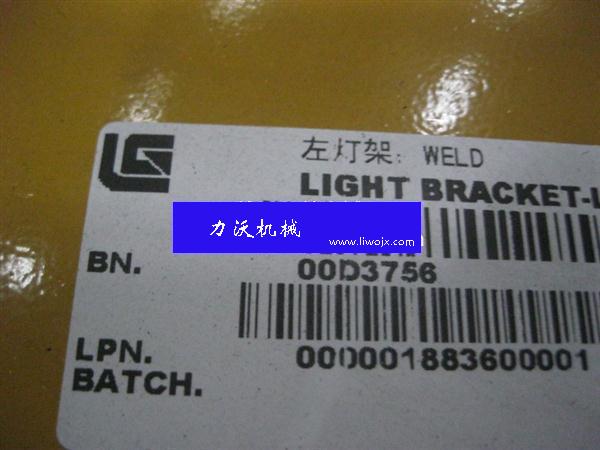 左灯架: WELD
LIGHT BRACKET-L
力沃机械
www.liwojx.com
BN.
00D3756
LPN.
000001883600001
BATCH.